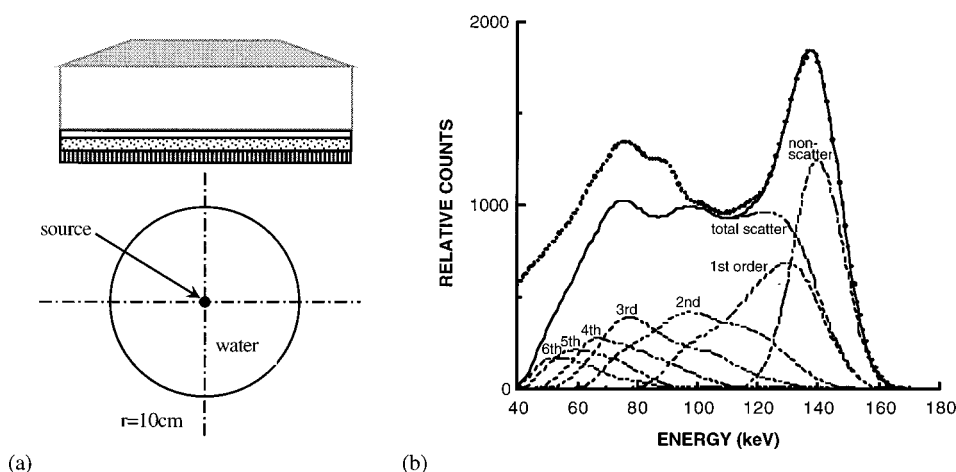 source
water
r=10cm
(a)
(b)
RELATIVE COUNTS
2000
1000
0
non-
scatter
total scatter
1st order
2nd
3rd
4th
5th
6th
40 60 80 100 120 140 160 180
ENERGY (keV)